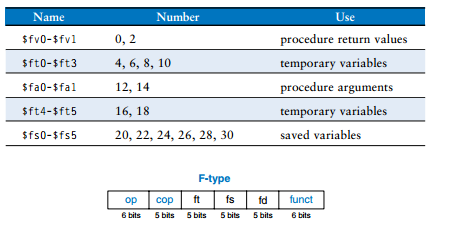 Name Number Use
$fv0-$fv1 0, 2 procedure return values
$ft0-$ft3 4, 6, 8, 10 temporary variables
$fa0-$fa1 12, 14 procedure arguments
$ft4-$ft5 16, 18 temporary variables
$fs0-$fs5 20, 22, 24, 26, 28, 30 saved variables
F-type
op cop ft fs fd funct
6 bits 5 bits 5 bits 5 bits 5 bits 6 bits